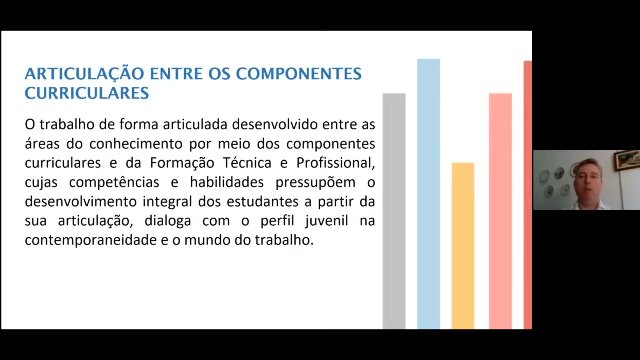 ARTICULAÇÃO ENTRE OS COMPONENTES
CURRICULARES
O trabalho de forma articulada desenvolvido entre as
áreas do conhecimento por meio dos componentes
curriculares e da Formação Técnica e Profissional,
cujas competências e habilidades pressupõem o
desenvolvimento integral dos estudantes a partir da
sua articulação, dialoga com o perfil juvenil na
contemporaneidade e o mundo do trabalho.